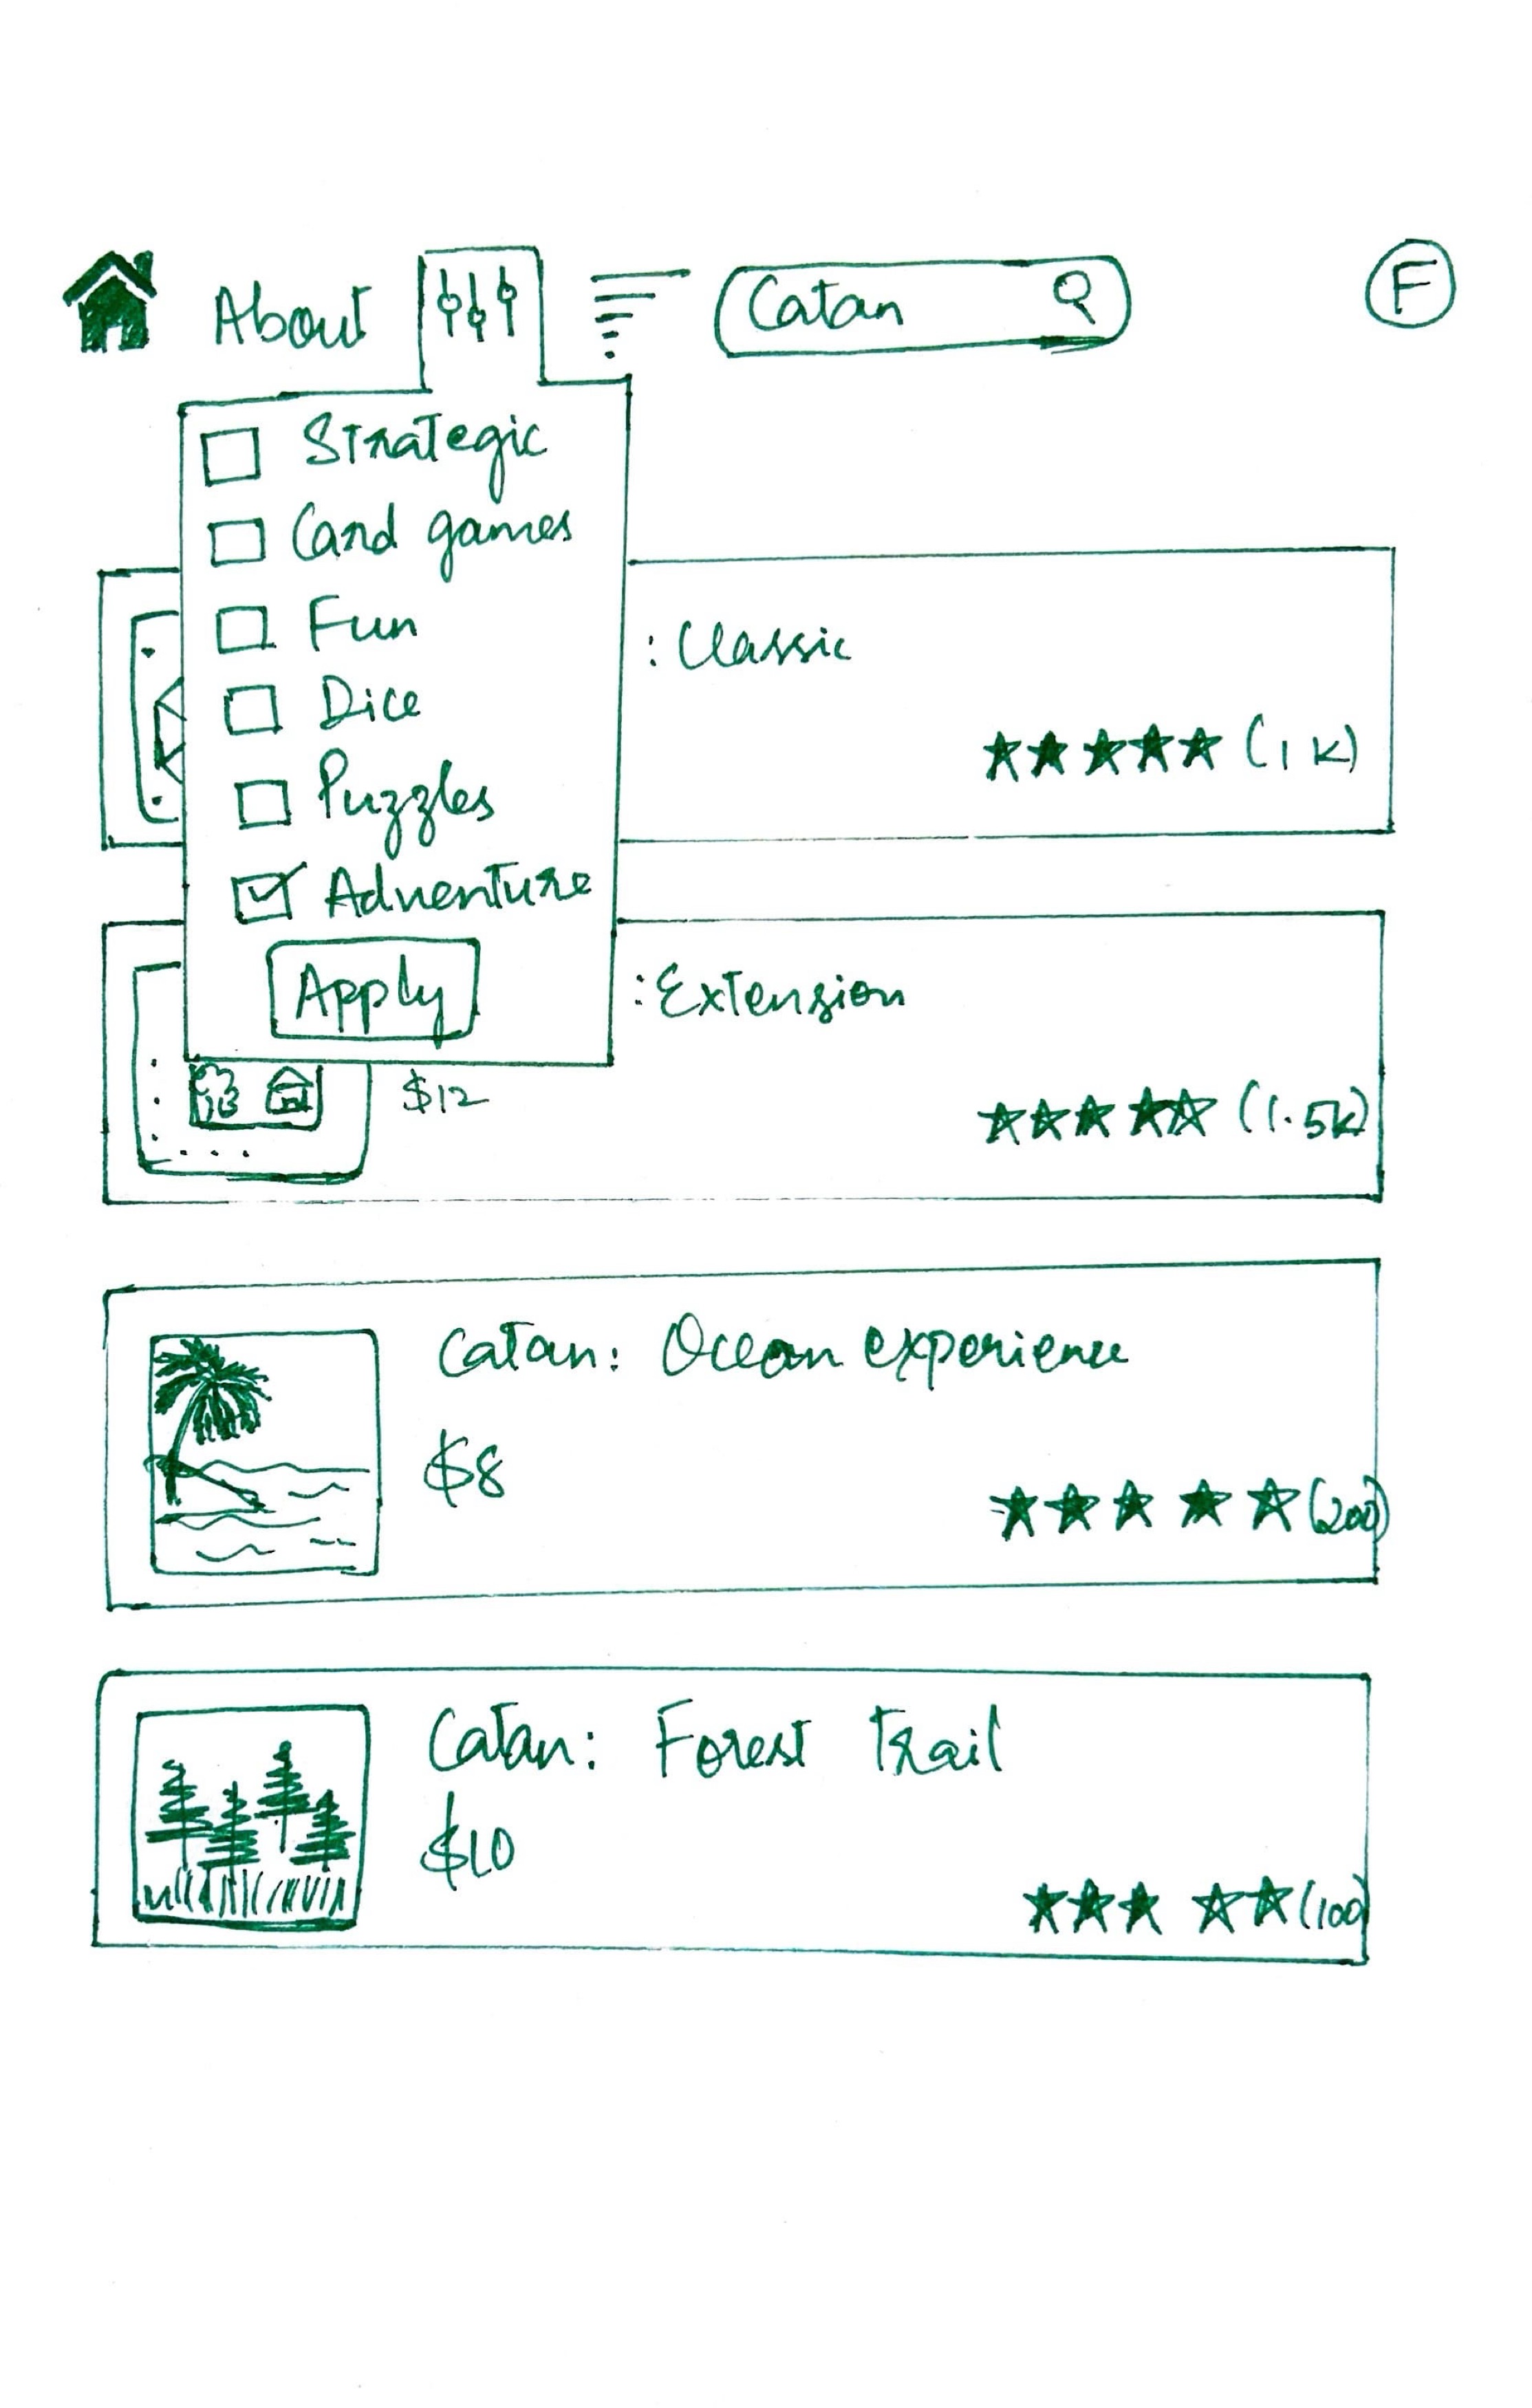 About
Catan
F
Strategic
Card games
Fun
Dice
Puzzles
Adventure
Apply
: Classic
(1K)
: Extension
$12
(1.5K)
Catan: Ocean experience
$8
(200)
Catan: Forest Trail
$10
(100)